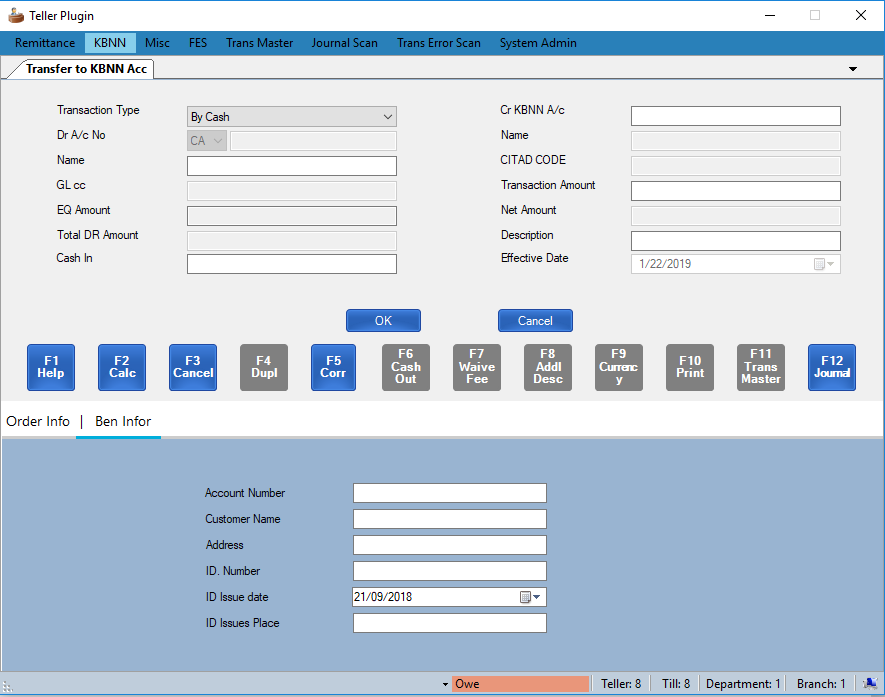 Teller Plugin
Remittance KBNN Misc FES Trans Master Journal Scan Trans Error Scan System Admin
Transfer to KBNN Acc
Transaction Type By Cash Cr KBNN A/c
Dr A/c No CA Name
Name CITAD CODE
GL cc Transaction Amount
EQ Amount Net Amount
Total DR Amount Description
Cash In Effective Date 1/22/2019
OK Cancel
F1 F2 F3 F4 F5 F6 F7 F8 F9 F10 F11 F12
Help Calc Cancel Dupl Corr Cash Waive Addl Currenc Print Trans Journal
Out Fee Desc y Master
Order Info | Ben Infor
Account Number
Customer Name
Address
ID. Number
ID Issue date 21/09/2018
ID Issues Place
Owe Teller: 8 Till: 8 Department: 1 Branch: 1